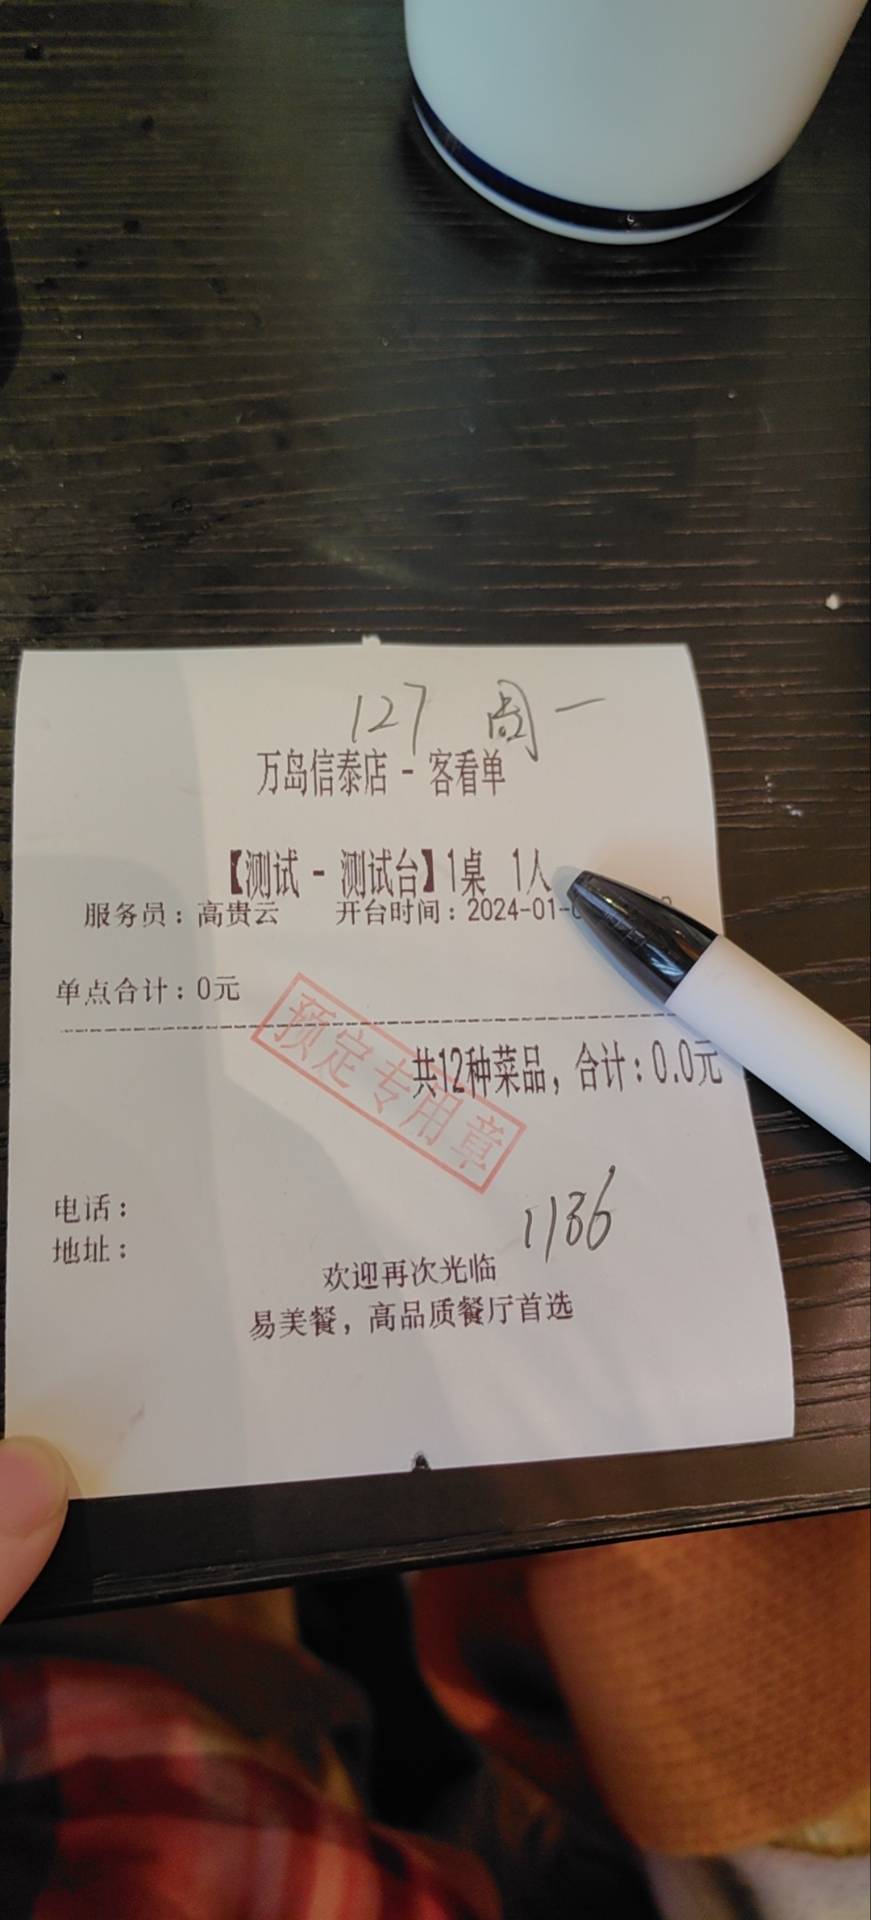 127 周一
万岛信泰店 - 客看单
【测试 - 测试台】1桌 1人
服务员：高贵云 开台时间：2024-01-
单点合计：0元
预定专用章
共12种菜品，合计：0.0元
电话：
地址：
1186
欢迎再次光临
易美餐，高品质餐厅首选